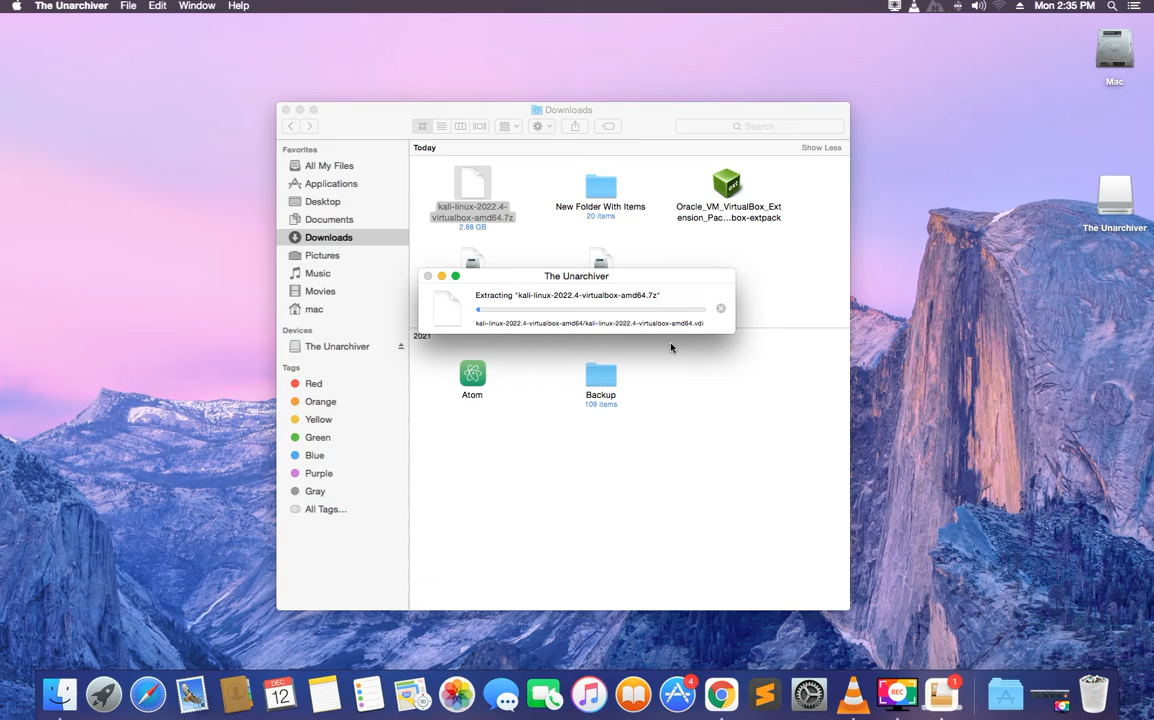 The Unarchiver File Edit Window Help Mon 2:35 PM
Mac
Downloads
Search
Favorites
Today Show Less
All My Files
Applications
Desktop
Documents
Downloads
Pictures
Music
Movies
mac
Devices
The Unarchiver
Tags
Red
Orange
Yellow
Green
Blue
Purple
Gray
All Tags...
kali-linux-2022.4-
virtualbox-amd64.7z
2.88 GB
New Folder With Items
20 items
ext
Oracle_VM_VirtualBox_Ext
ension_Pac...box-extpack
The Unarchiver
The Unarchiver
Extracting "kali-linux-2022.4-virtualbox-amd64.7z"
kali-linux-2022.4-virtualbox-amd64/kali-linux-2022.4-virtualbox-amd64.vdi
2021
Atom
Backup
109 items
DEC
12
4
REC
1